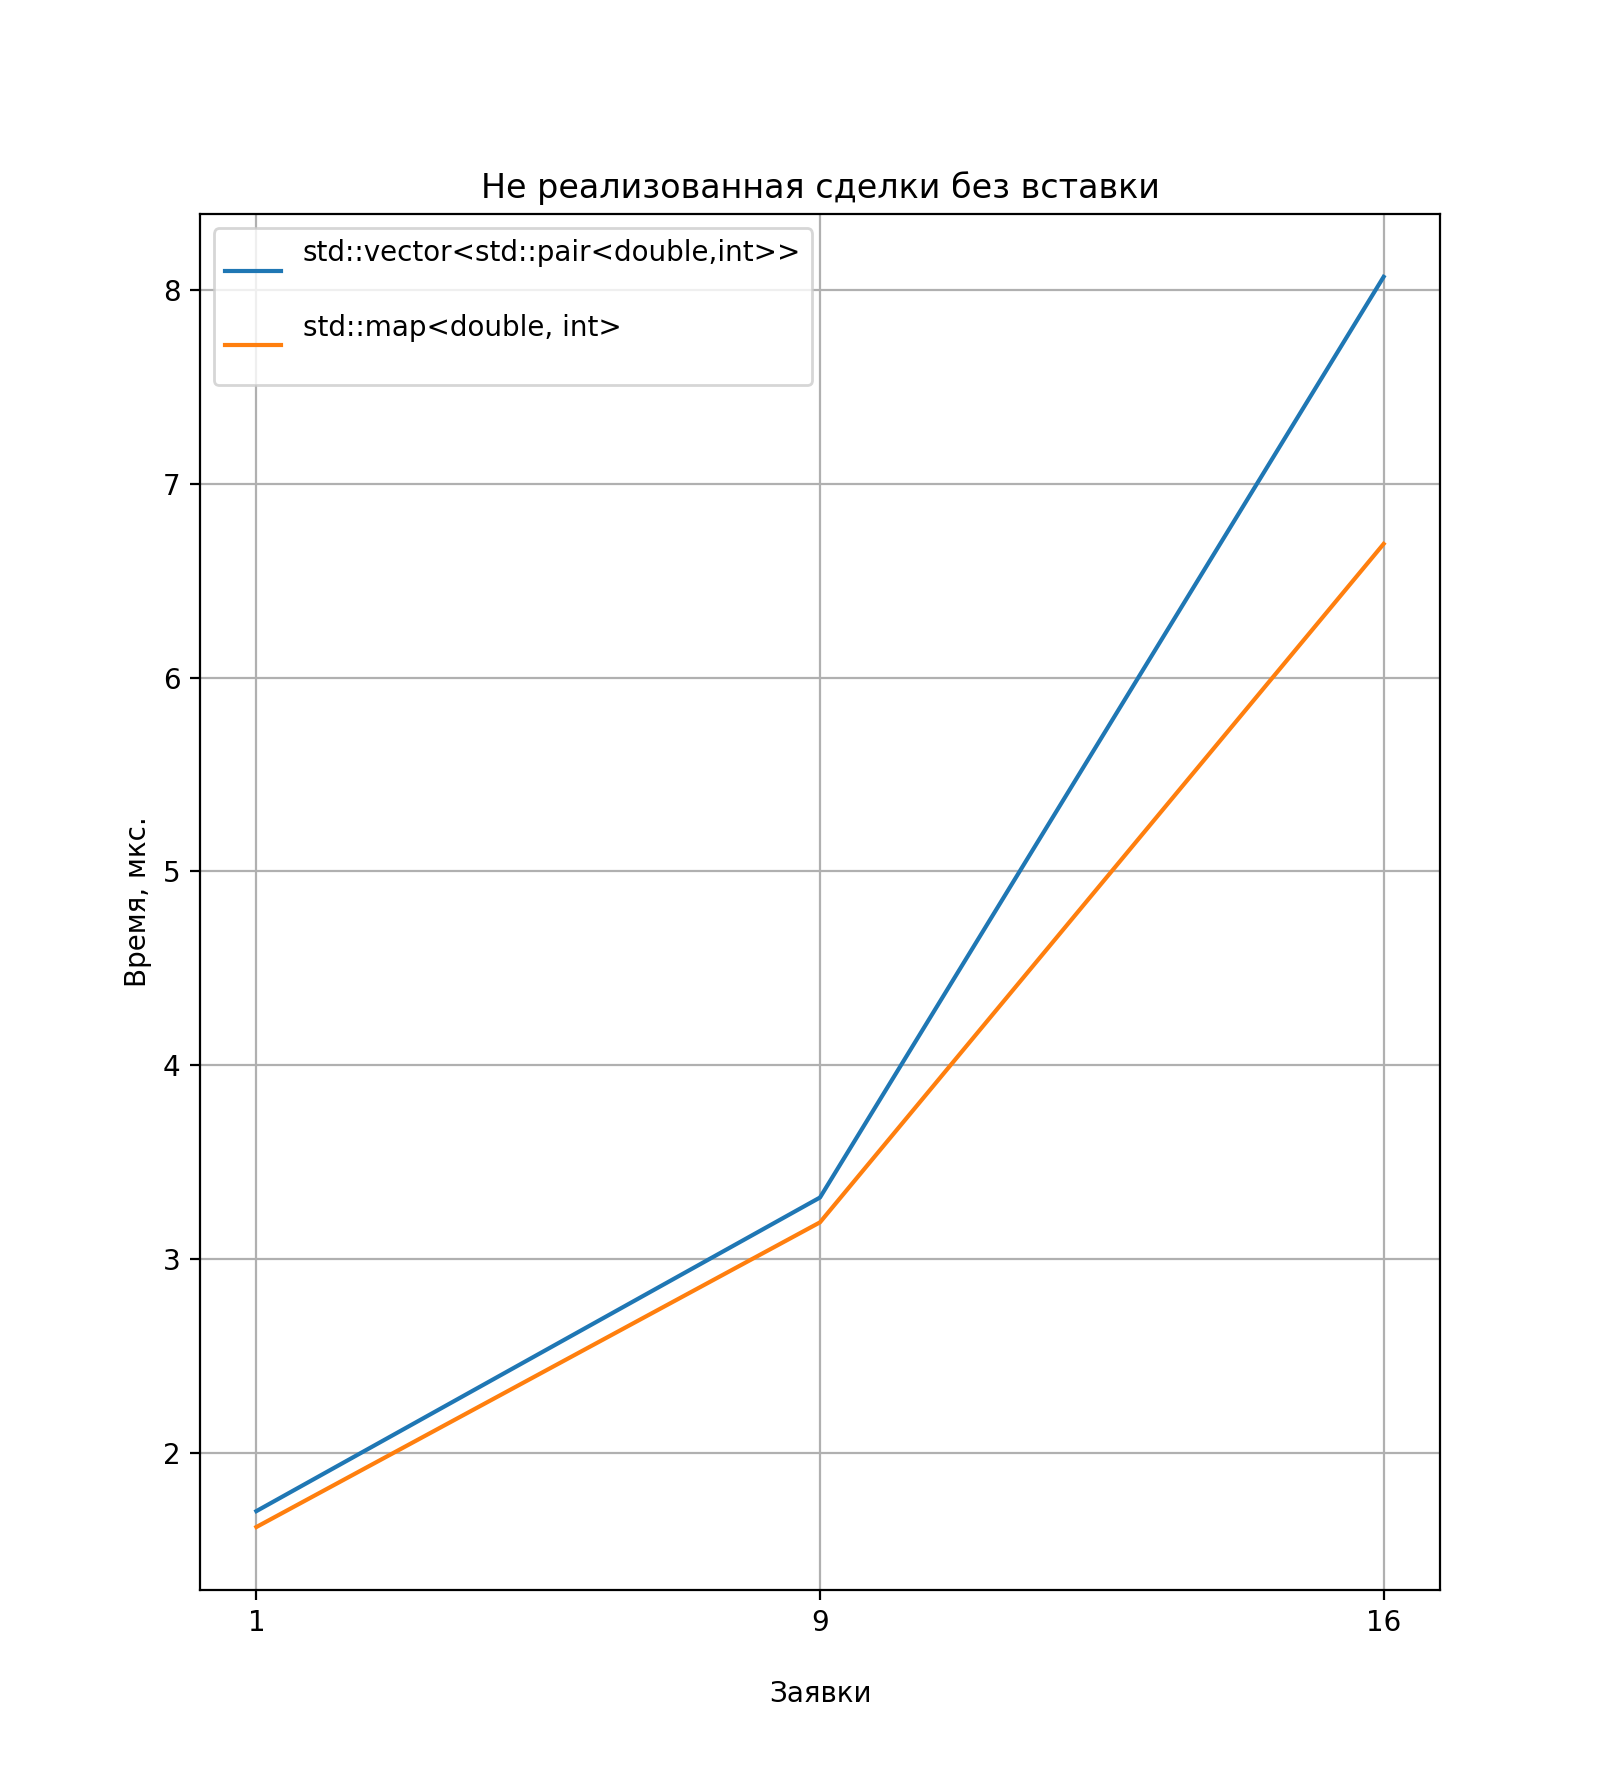 Не реализованная сделки без вставки
std::vector<std::pair<double,int>>
std::map<double, int>
8
7
6
5
4
3
2
Время, мкс.
1
9
16
Заявки